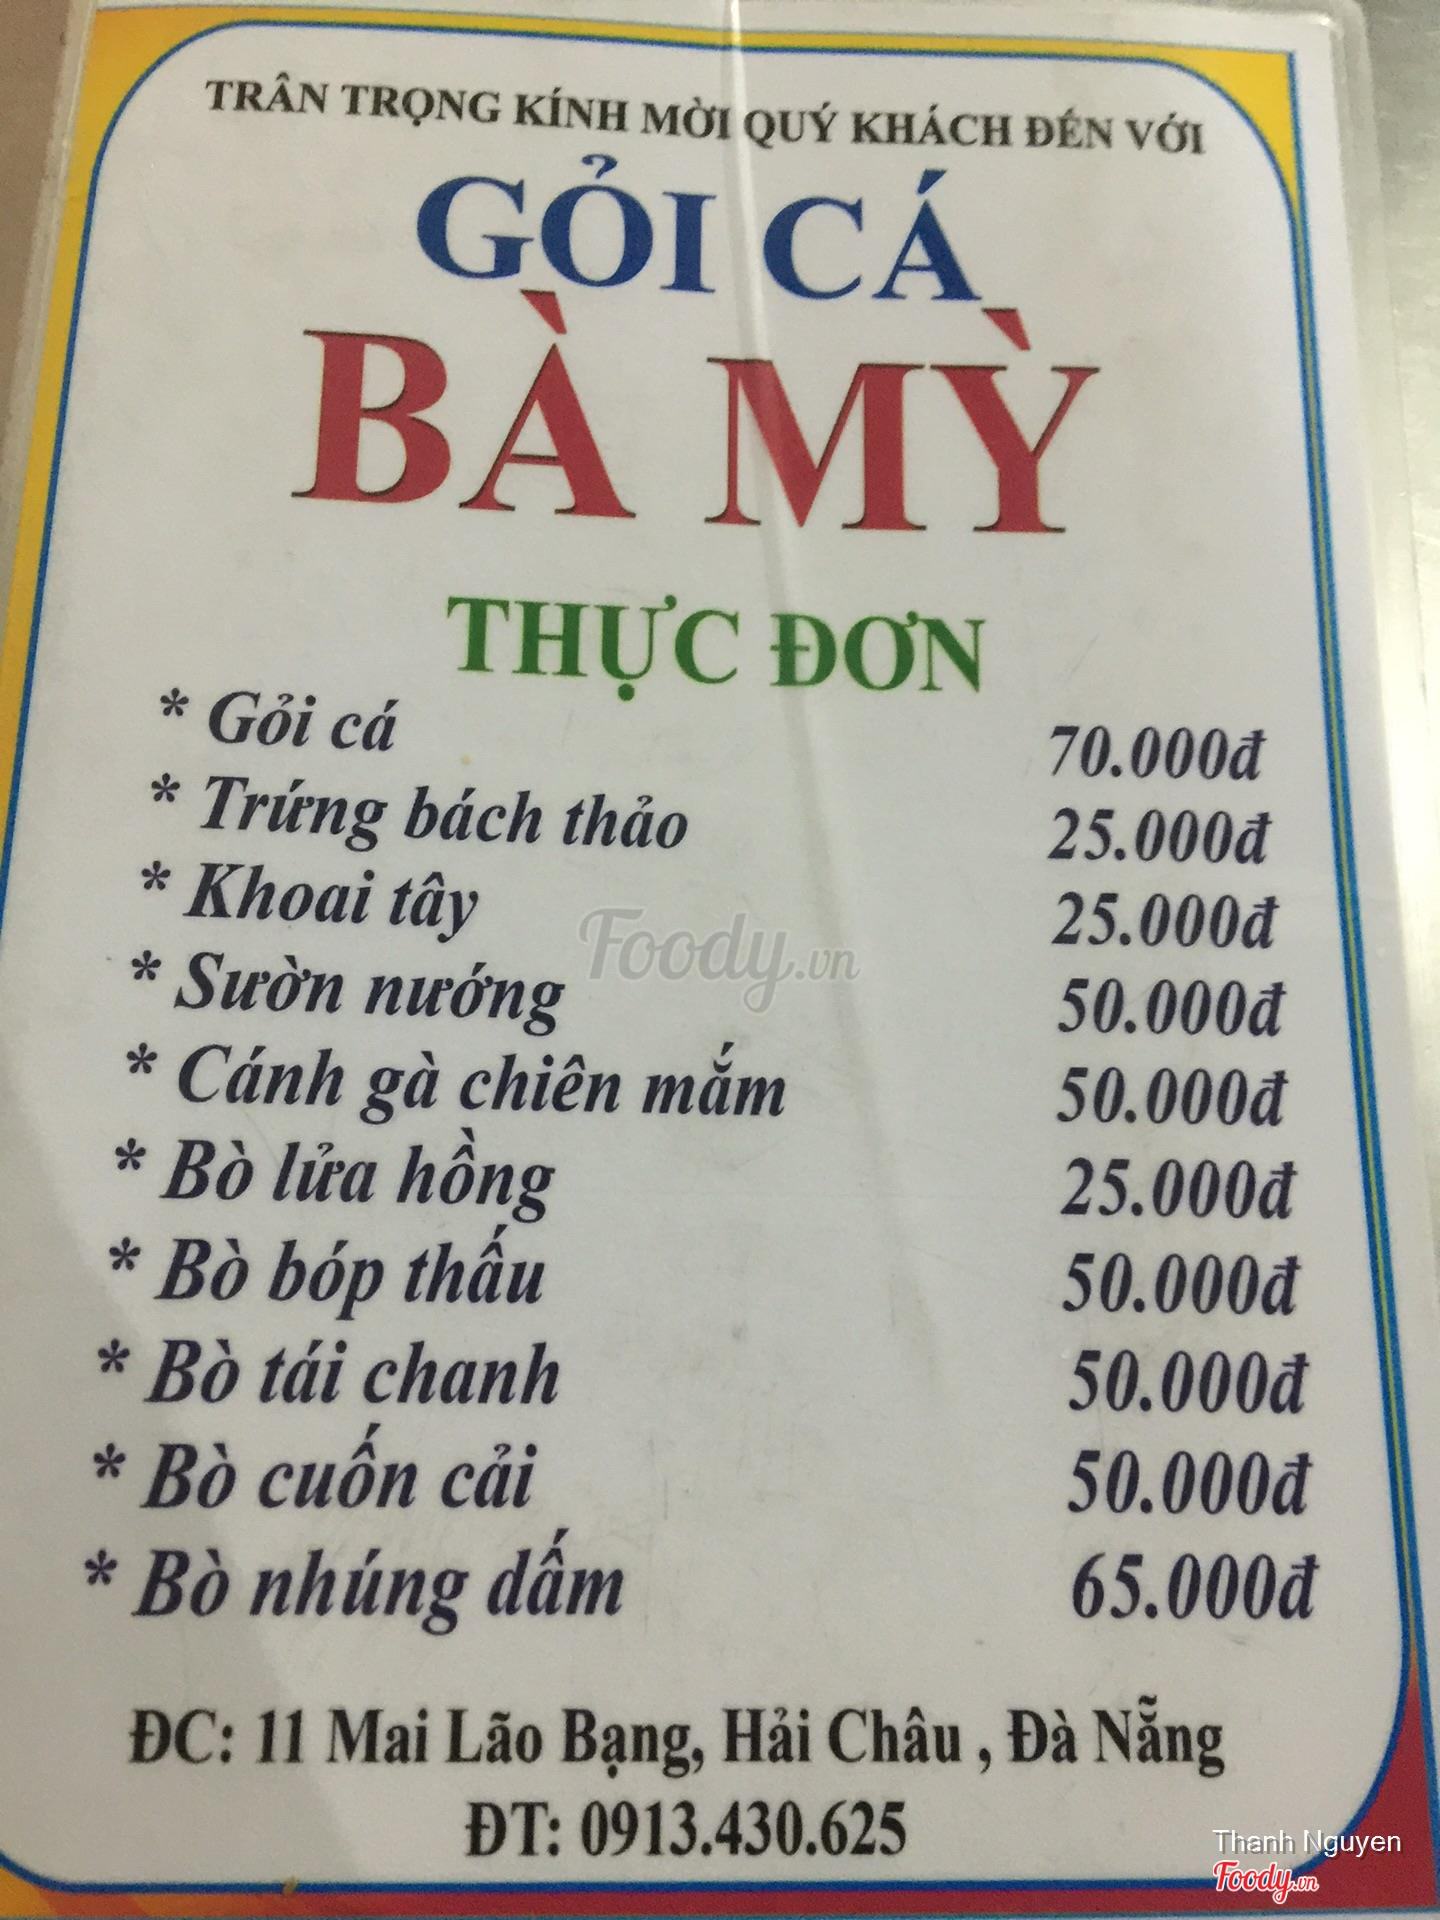 TRÂN TRỌNG KÍNH MỜI QUÝ KHÁCH ĐẾN VỚI
GỎI CÁ
BÀ MỲ
THỰC ĐƠN
* Gỏi cá 70.000đ
* Trứng bách thảo 25.000đ
* Khoai tây 25.000đ
* Sườn nướng 50.000đ
* Cánh gà chiên mắm 50.000đ
* Bò lửa hồng 25.000đ
* Bò bóp thấu 50.000đ
* Bò tái chanh 50.000đ
* Bò cuốn cải 50.000đ
* Bò nhúng dấm 65.000đ
Foody.vn
ĐC: 11 Mai Lão Bạng, Hải Châu , Đà Nẵng
ĐT: 0913.430.625
Thanh Nguyen
Foody.vn